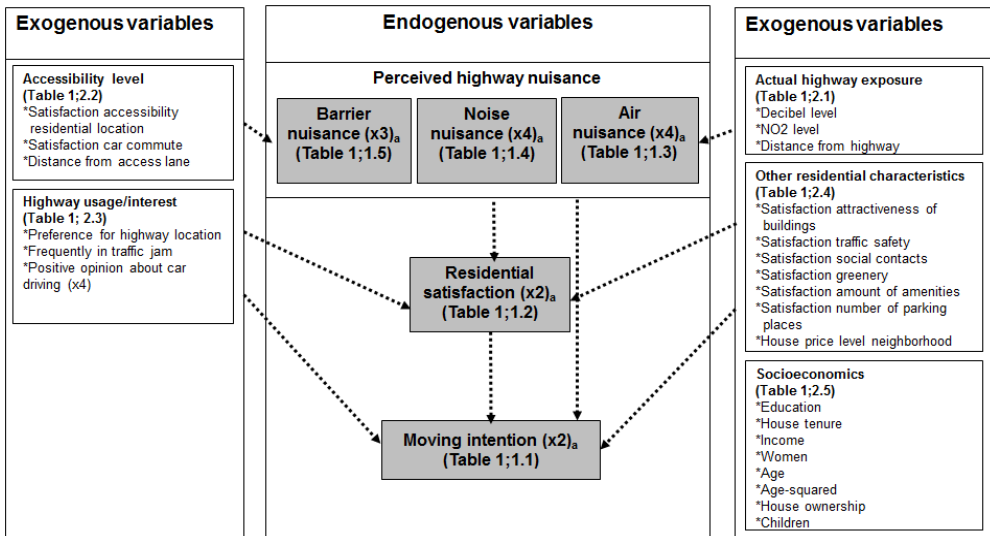 Exogenous variables
Accessibility level
(Table 1;2.2)
*Satisfaction accessibility
residential location
*Satisfaction car commute
*Distance from access lane
Highway usage/interest
(Table 1; 2.3)
*Preference for highway location
*Frequently in traffic jam
*Positive opinion about car
driving (x4)
Endogenous variables
Perceived highway nuisance
Barrier
nuisance (x3)a
(Table 1;1.5)
Noise
nuisance (x4)a
(Table 1;1.4)
Air
nuisance (x4)a
(Table 1;1.3)
Residential
satisfaction (x2)a
(Table 1;1.2)
Moving intention (x2)a
(Table 1;1.1)
Exogenous variables
Actual highway exposure
(Table 1;2.1)
*Decibel level
*NO2 level
*Distance from highway
Other residential characteristics
(Table 1;2.4)
*Satisfaction attractiveness of
buildings
*Satisfaction traffic safety
*Satisfaction social contacts
*Satisfaction greenery
*Satisfaction amount of amenities
*Satisfaction number of parking
places
*House price level neighborhood
Socioeconomics
(Table 1;2.5)
*Education
*House tenure
*Income
*Women
*Age
*Age-squared
*House ownership
*Children